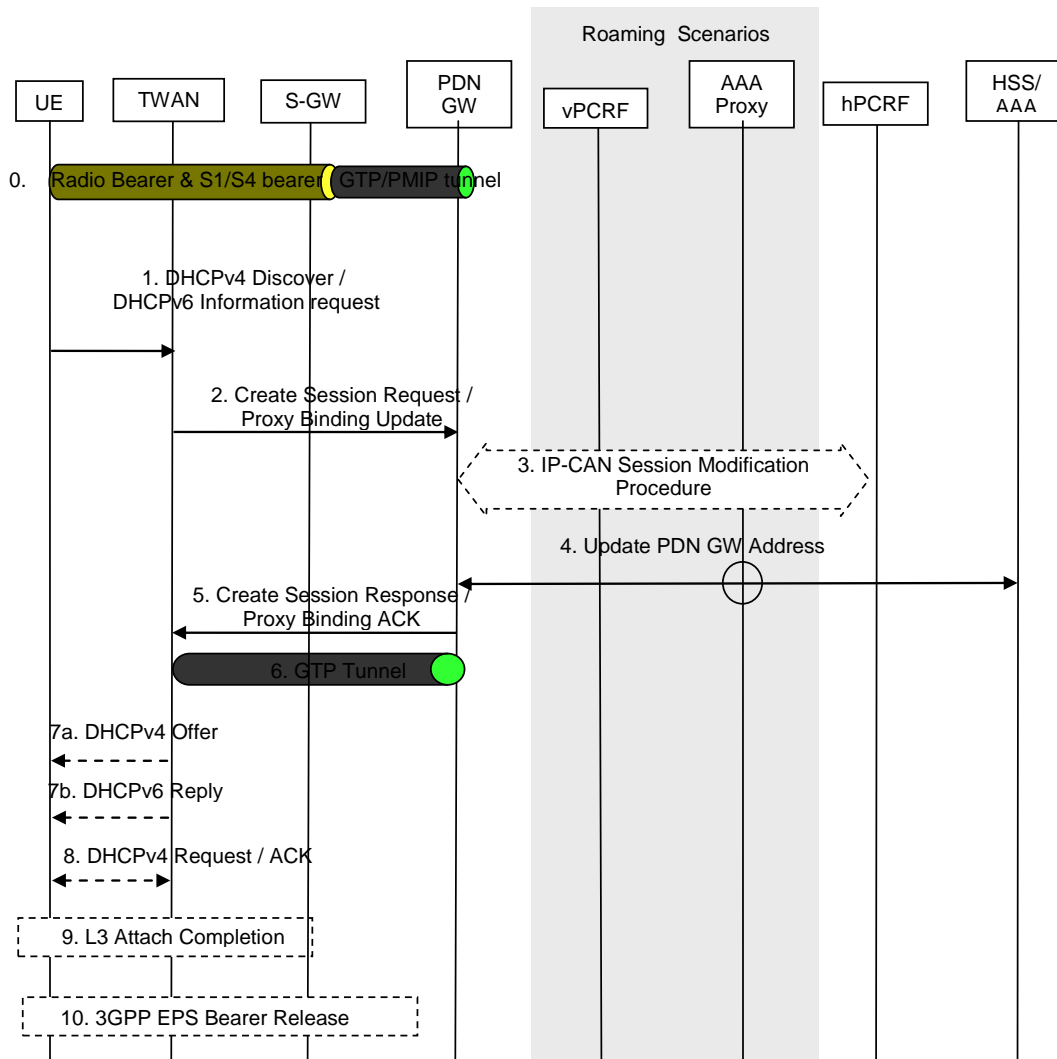 Roaming Scenarios
UE
TWAN
S-GW
PDN
GW
vPCRF
AAA
Proxy
hPCRF
HSS/
AAA
0.
Radio Bearer & S1/S4 bearer
GTP/PMIP tunnel
1. DHCPv4 Discover /
DHCPv6 Information request
2. Create Session Request /
Proxy Binding Update
3. IP-CAN Session Modification
Procedure
4. Update PDN GW Address
5. Create Session Response /
Proxy Binding ACK
6. GTP Tunnel
7a. DHCPv4 Offer
7b. DHCPv6 Reply
8. DHCPv4 Request / ACK
9. L3 Attach Completion
10. 3GPP EPS Bearer Release